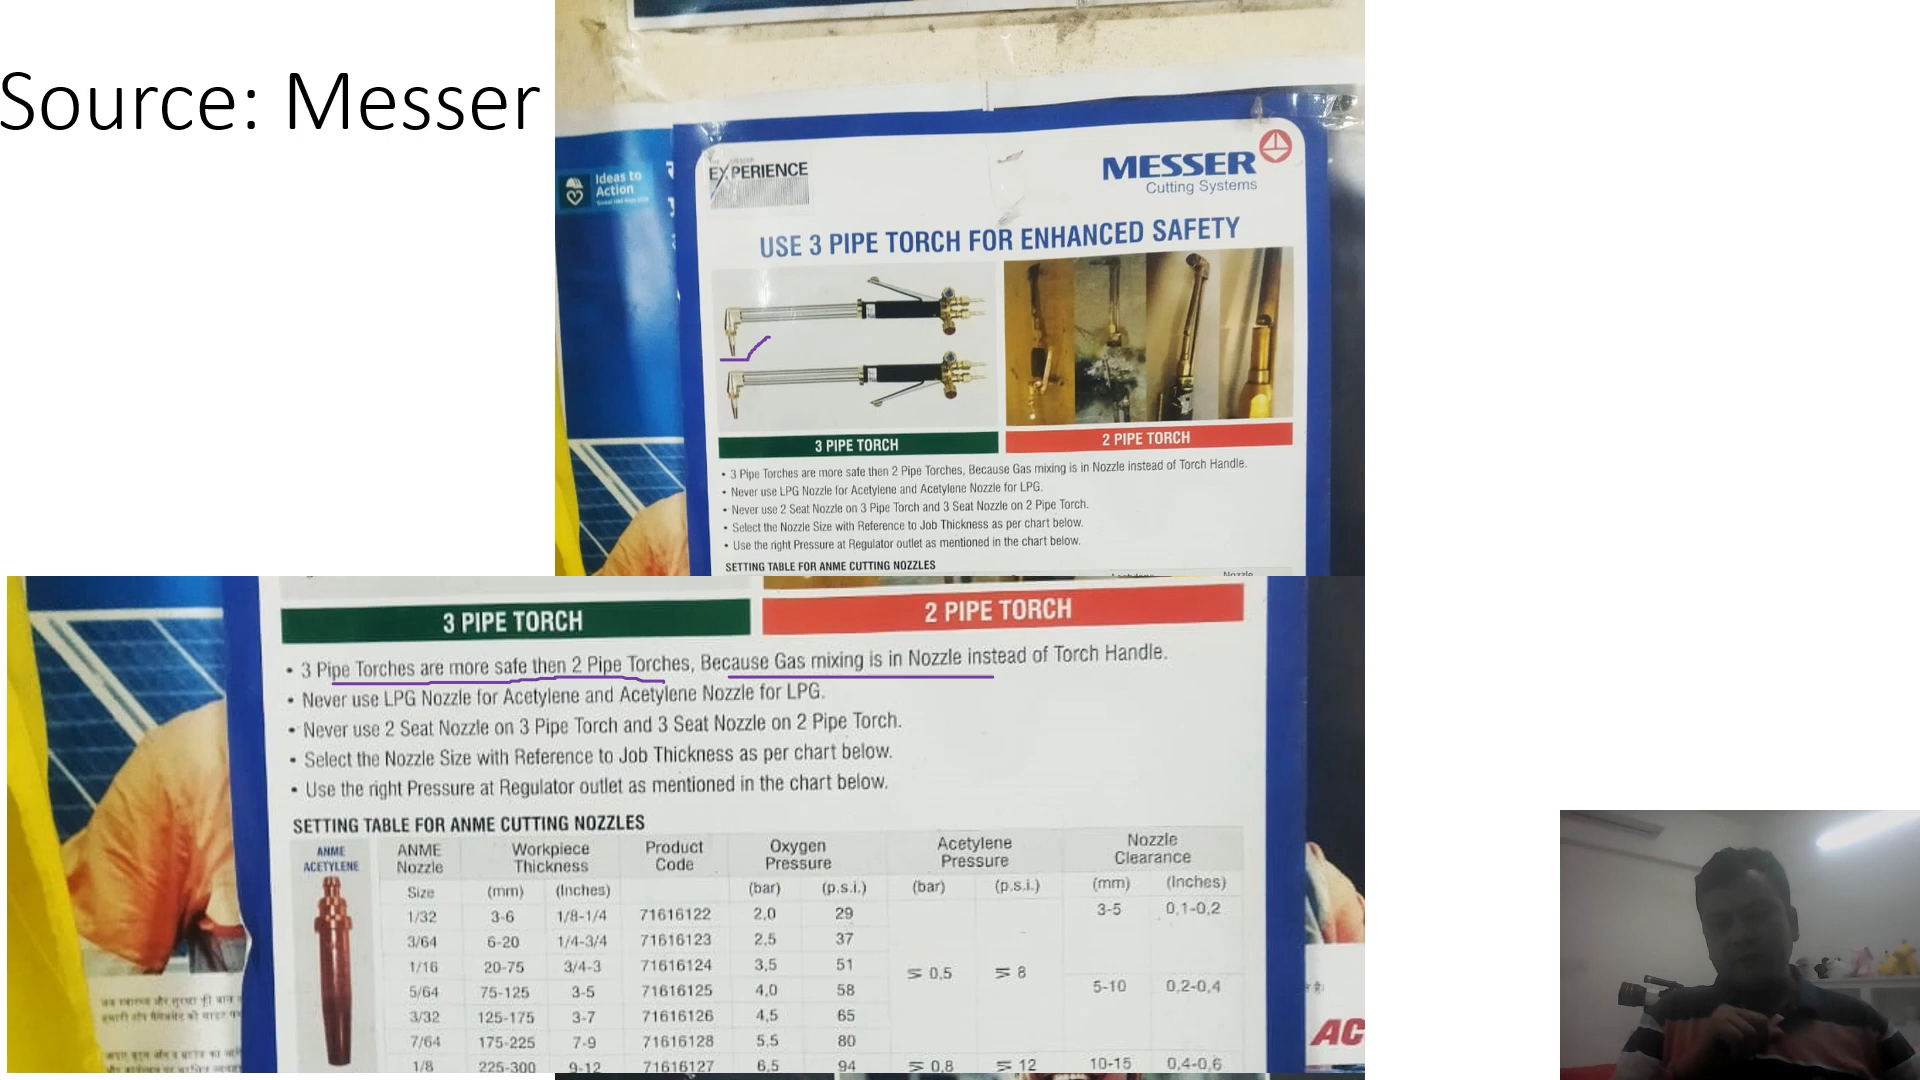 Source: Messer
Ideas to
Action
EXPERIENCE
MESSER
Cutting Systems
USE 3 PIPE TORCH FOR ENHANCED SAFETY
3 PIPE TORCH
2 PIPE TORCH
• 3 Pipe Torches are more safe then 2 Pipe Torches, Because Gas mixing is in Nozzle instead of Torch Handle.
• Never use LPG Nozzle for Acetylene and Acetylene Nozzle for LPG.
• Never use 2 Seat Nozzle on 3 Pipe Torch and 3 Seat Nozzle on 2 Pipe Torch.
• Select the Nozzle Size with Reference to Job Thickness as per chart below.
• Use the right Pressure at Regulator outlet as mentioned in the chart below.
SETTING TABLE FOR ANME CUTTING NOZZLES
3 PIPE TORCH
2 PIPE TORCH
• 3 Pipe Torches are more safe then 2 Pipe Torches, Because Gas mixing is in Nozzle instead of Torch Handle.
• Never use LPG Nozzle for Acetylene and Acetylene Nozzle for LPG.
• Never use 2 Seat Nozzle on 3 Pipe Torch and 3 Seat Nozzle on 2 Pipe Torch.
• Select the Nozzle Size with Reference to Job Thickness as per chart below.
• Use the right Pressure at Regulator outlet as mentioned in the chart below.
SETTING TABLE FOR ANME CUTTING NOZZLES
ANME
ACETYLENE
ANME Nozzle Workpiece Thickness Product Code Oxygen Pressure Acetylene Pressure Nozzle Clearance
Size (mm) (Inches) (bar) (p.s.i.) (bar) (p.s.i.) (mm) (Inches)
1/32 3-6 1/8-1/4 71616122 2,0 29 3-5 0,1-0,2
3/64 6-20 1/4-3/4 71616123 2,5 37
1/16 20-75 3/4-3 71616124 3,5 51 ≤ 0,5 ≤ 8
5/64 75-125 3-5 71616125 4,0 58 5-10 0,2-0,4
3/32 125-175 3-7 71616126 4,5 65
7/64 175-225 7-9 71616128 5,5 80
1/8 225-300 9-12 71616127 6,5 94 ≤ 0,8 ≤ 12 10-15 0,4-0,6
AC